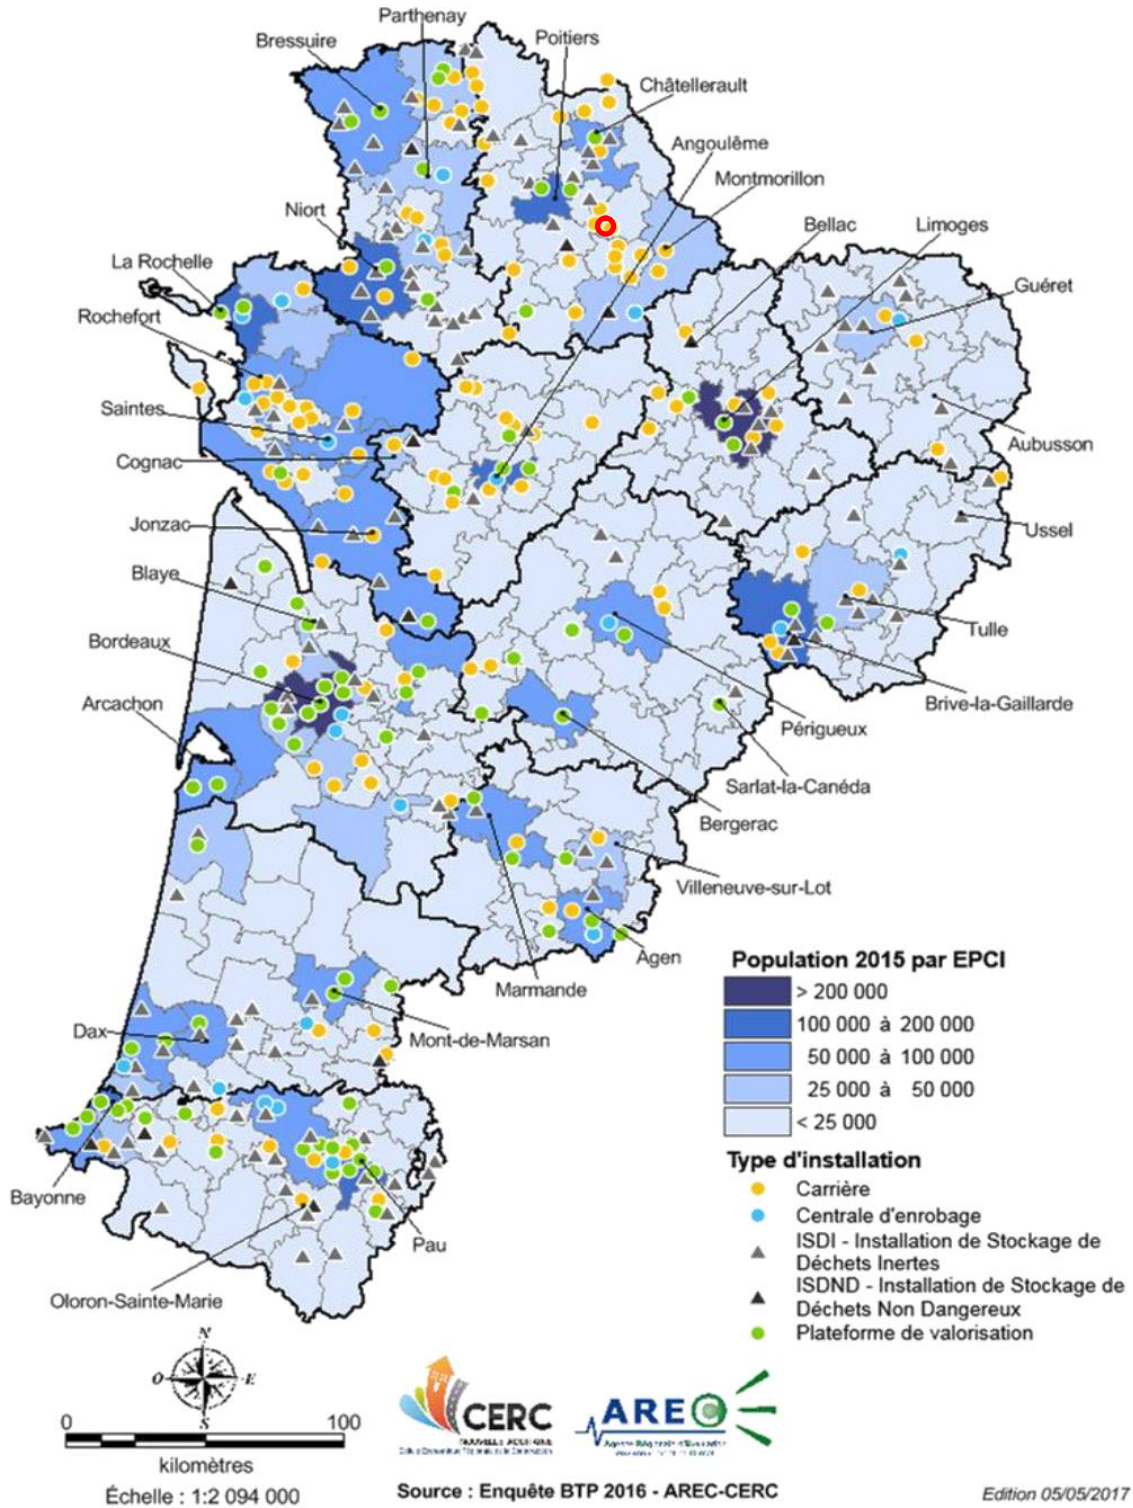 Parthenay
Bressuire
Poitiers
Châtellerault
Angoulême
Montmorillon
Niort
Bellac
Limoges
La Rochelle
Guéret
Rochefort
Saintes
Aubusson
Cognac
Jonzac
Ussel
Blaye
Tulle
Bordeaux
Arcachon
Brive-la-Gaillarde
Périgueux
Sarlat-la-Canéda
Bergerac
Villeneuve-sur-Lot
Agen
Marmande
Dax
Mont-de-Marsan
Bayonne
Pau
Oloron-Sainte-Marie
Population 2015 par EPCI
> 200 000
100 000 à 200 000
50 000 à 100 000
25 000 à 50 000
< 25 000
Type d'installation
Carrière
Centrale d'enrobage
ISDI - Installation de Stockage de
Déchets Inertes
ISDND - Installation de Stockage de
Déchets Non Dangereux
Plateforme de valorisation
N
O E
S
0 100
kilomètres
Échelle : 1:2 094 000
CERC
NOUVELLE-AQUITAINE
AREC
Source : Enquête BTP 2016 - AREC-CERC
Edition 05/05/2017